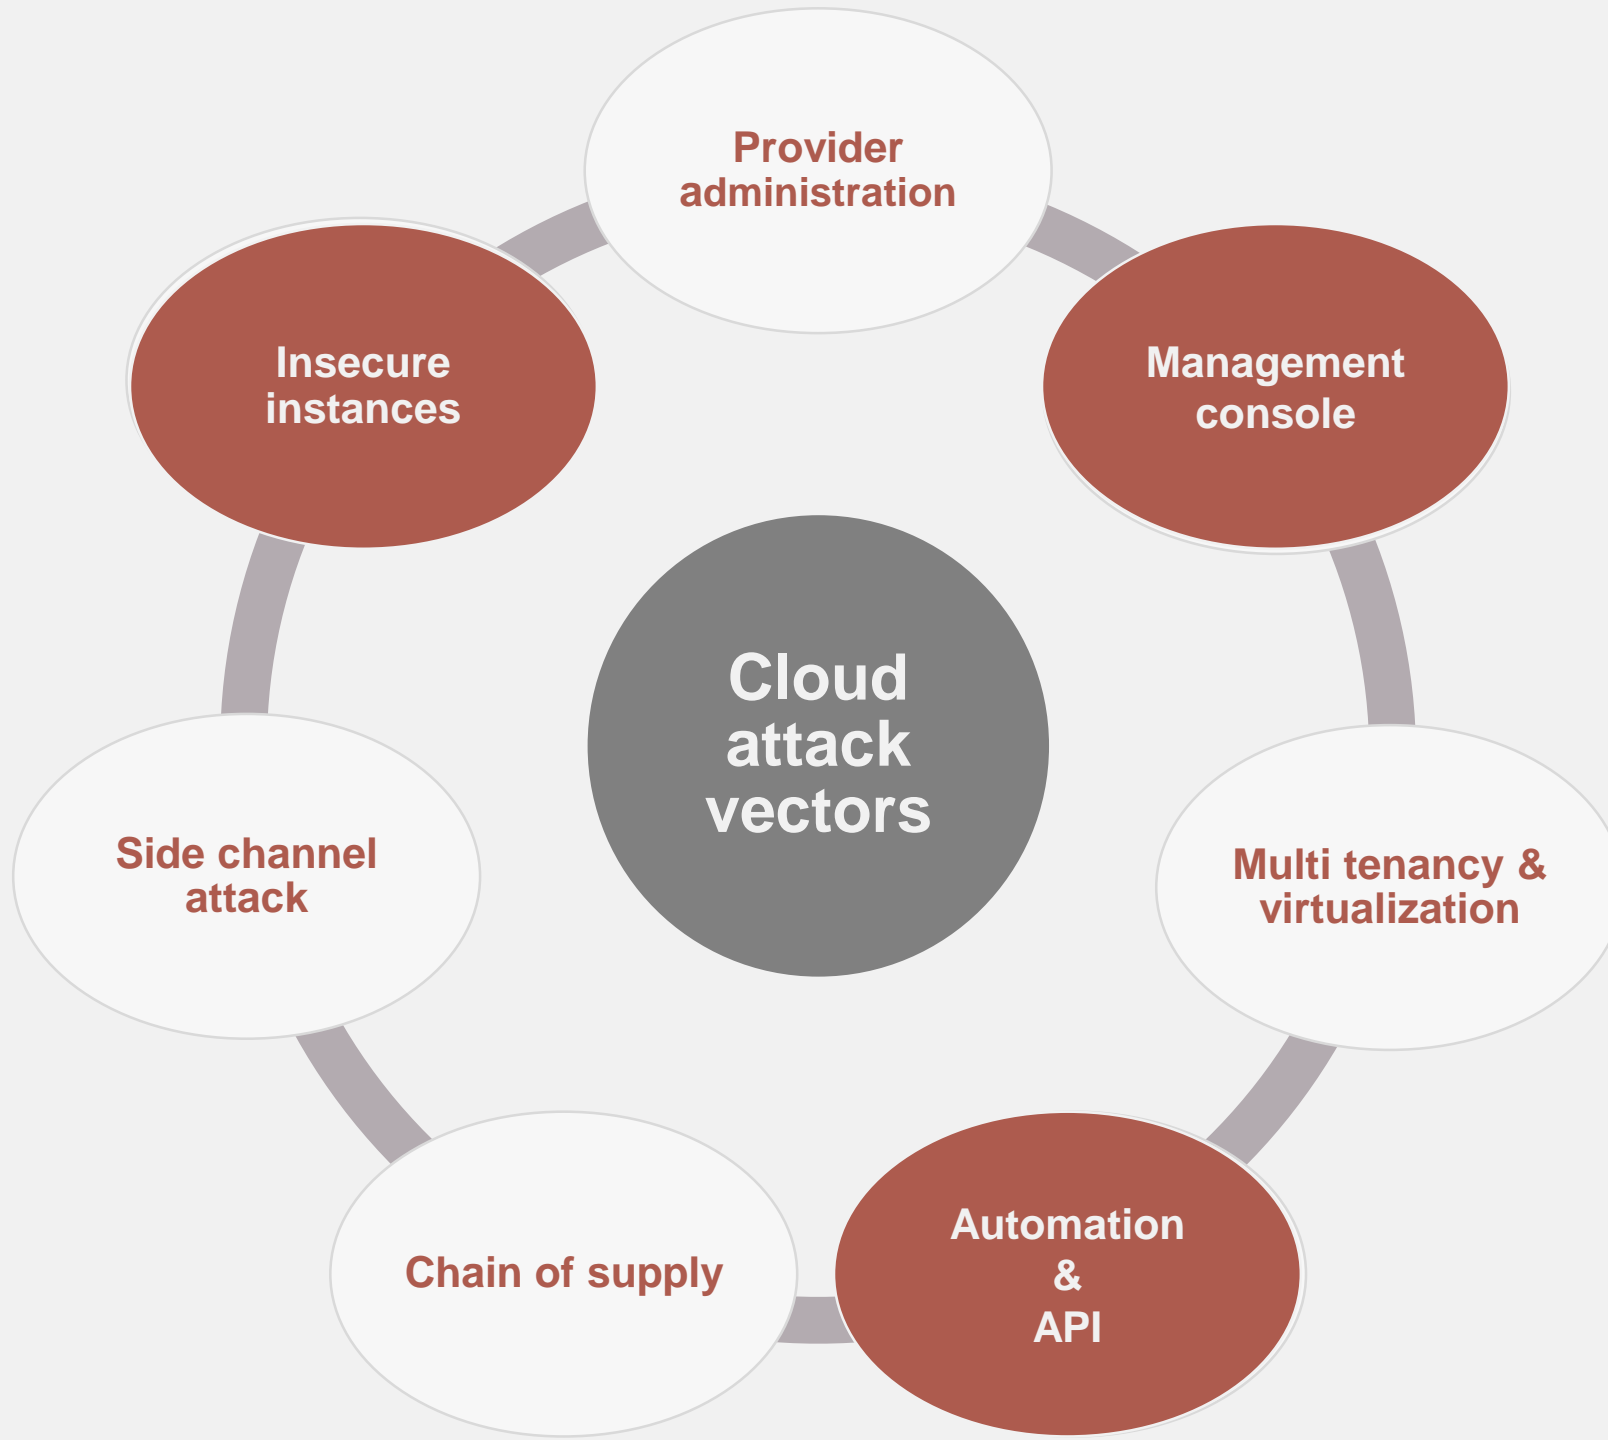 Provider
administration
Insecure
instances
Management
console
Cloud
attack
vectors
Side channel
attack
Multi tenancy &
virtualization
Chain of supply
Automation
&
API